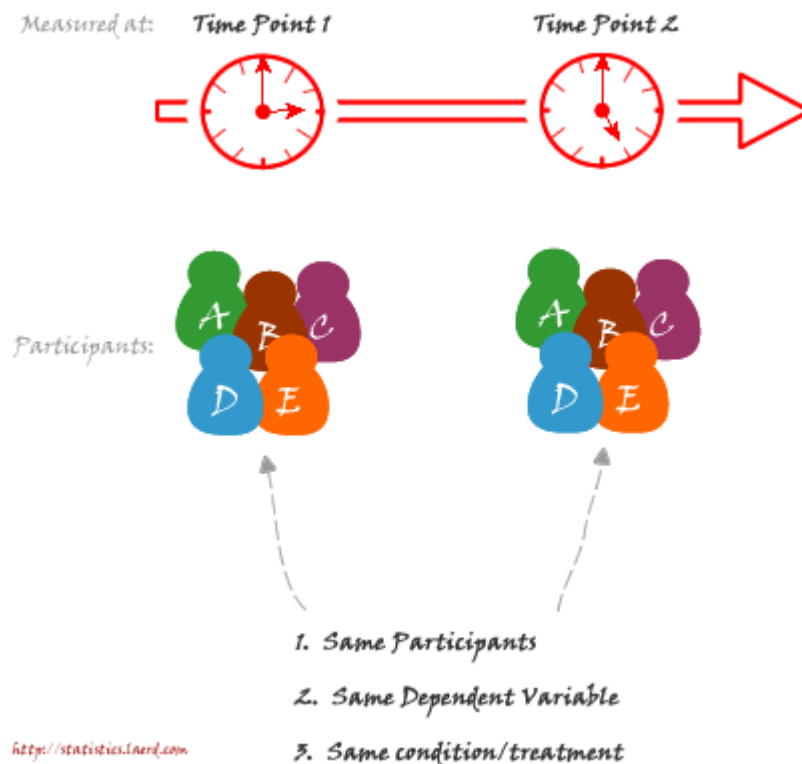 Measured at: Time Point 1 Time Point 2
A B C
D E
A B C
D E
Participants:
1. Same Participants
2. Same Dependent Variable
http://statistics.laerd.com
3. Same condition/treatment